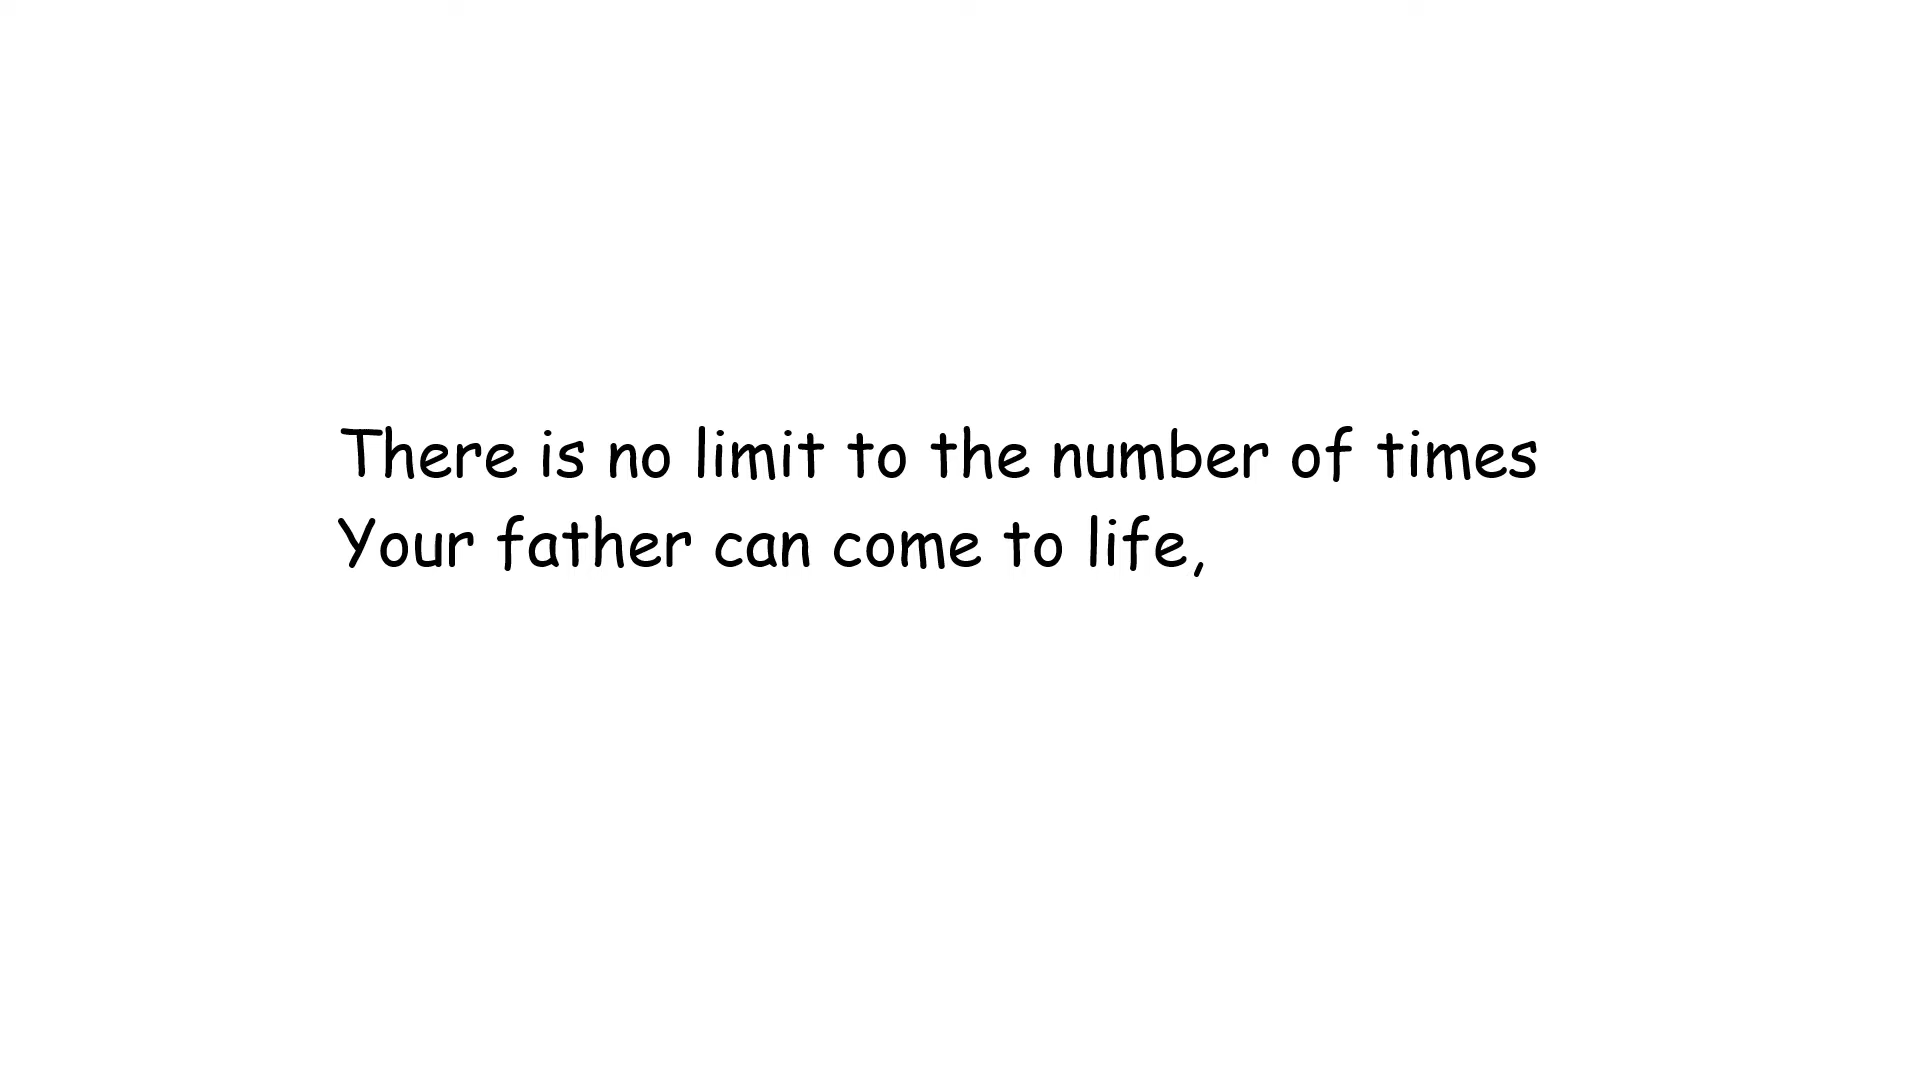 There is no limit to the number of times
Your father can come to life,